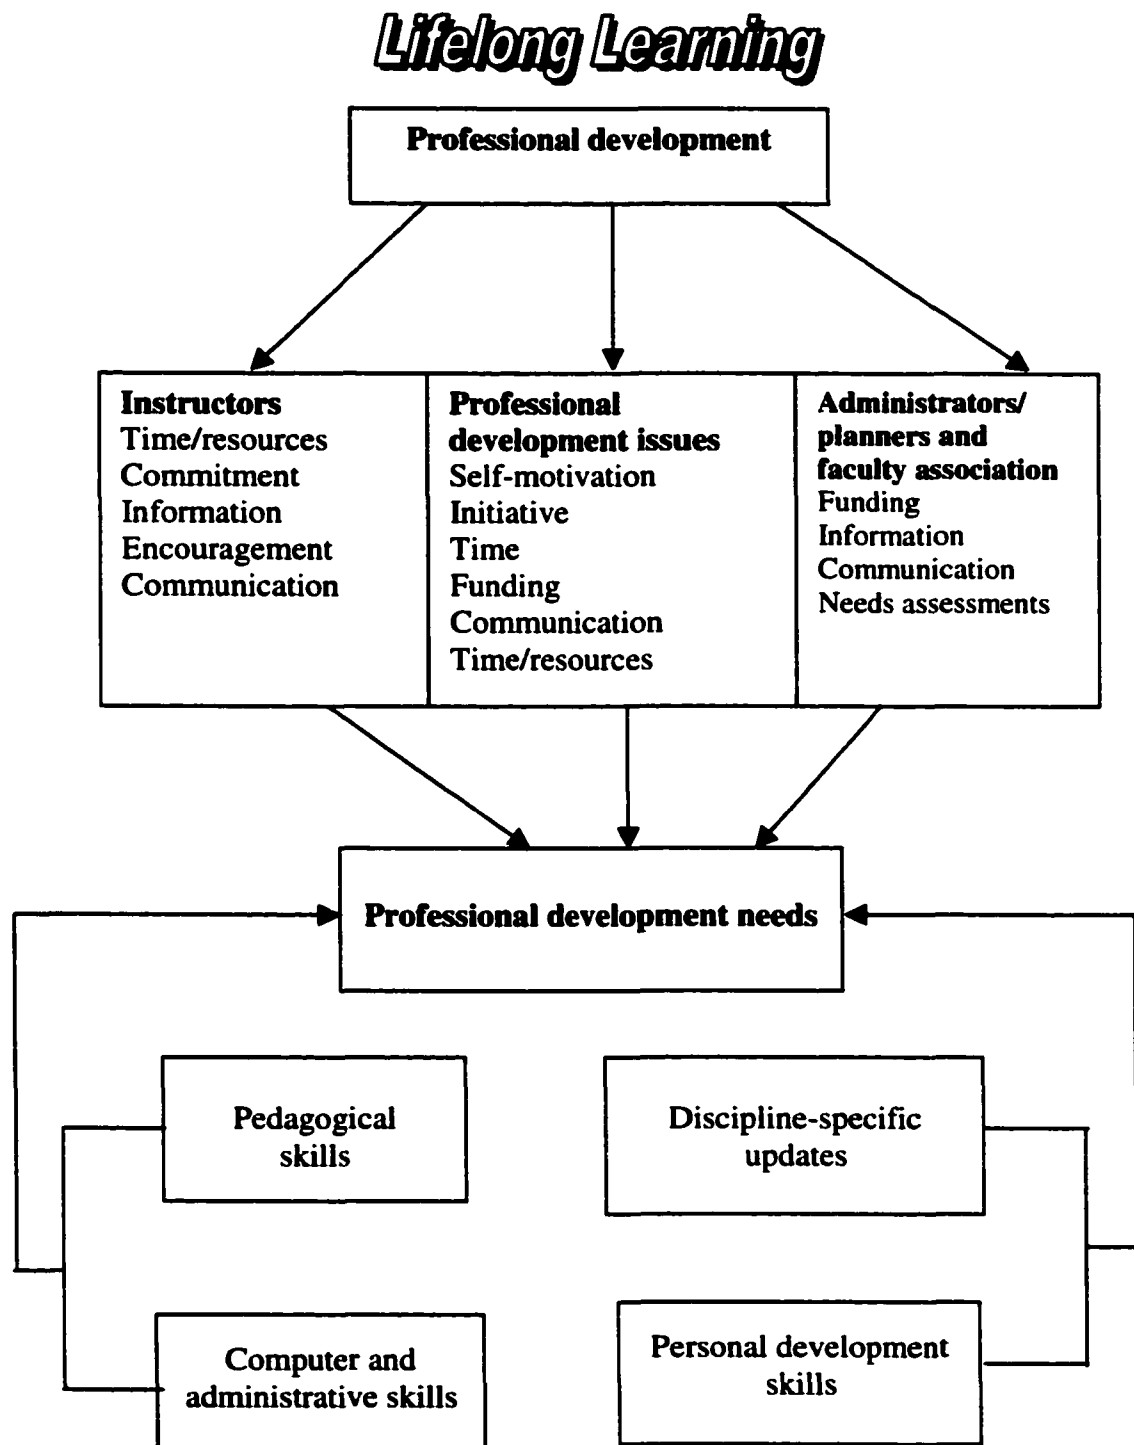 Lifelong Learning
Professional development
Instructors
Time/resources
Commitment
Information
Encouragement
Communication
Professional
development issues
Self-motivation
Initiative
Time
Funding
Communication
Time/resources
Administrators/
planners and
faculty association
Funding
Information
Communication
Needs assessments
Professional development needs
Pedagogical
skills
Discipline-specific
updates
Computer and
administrative skills
Personal development
skills